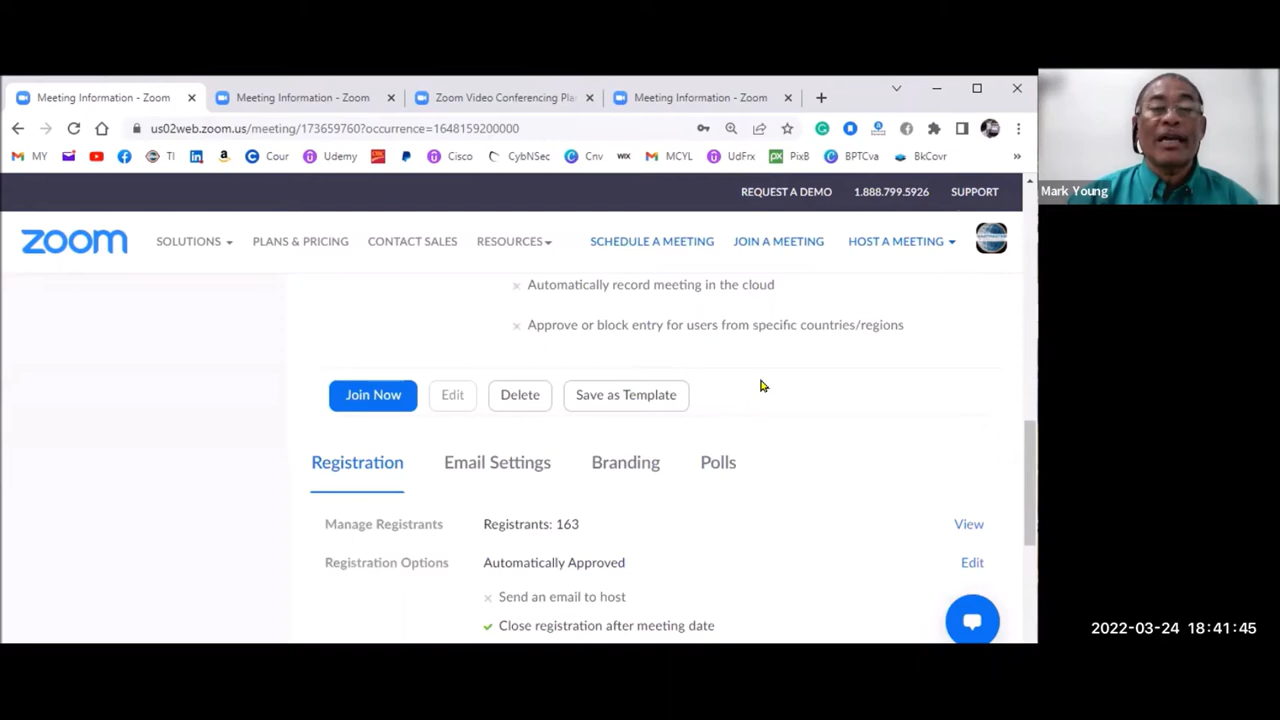 Meeting Information - Zoom
Meeting Information - Zoom
Zoom Video Conferencing Pla
Meeting Information - Zoom
us02web.zoom.us/meeting/173659760?occurrence=1648159200000
MY
TI
Cour
Udemy
Cisco
CybNSec
Cnv
WIX
MCYL
UdFrx
px
PixB
BPTCva
BkCovr
»
Mark Young
REQUEST A DEMO
1.888.799.5926
SUPPORT
zoom
SOLUTIONS
PLANS & PRICING
CONTACT SALES
RESOURCES
SCHEDULE A MEETING
JOIN A MEETING
HOST A MEETING
Automatically record meeting in the cloud
Approve or block entry for users from specific countries/regions
Join Now
Edit
Delete
Save as Template
Registration
Email Settings
Branding
Polls
Manage Registrants
Registrants: 163
View
Registration Options
Automatically Approved
Edit
Send an email to host
Close registration after meeting date
2022-03-24 18:41:45